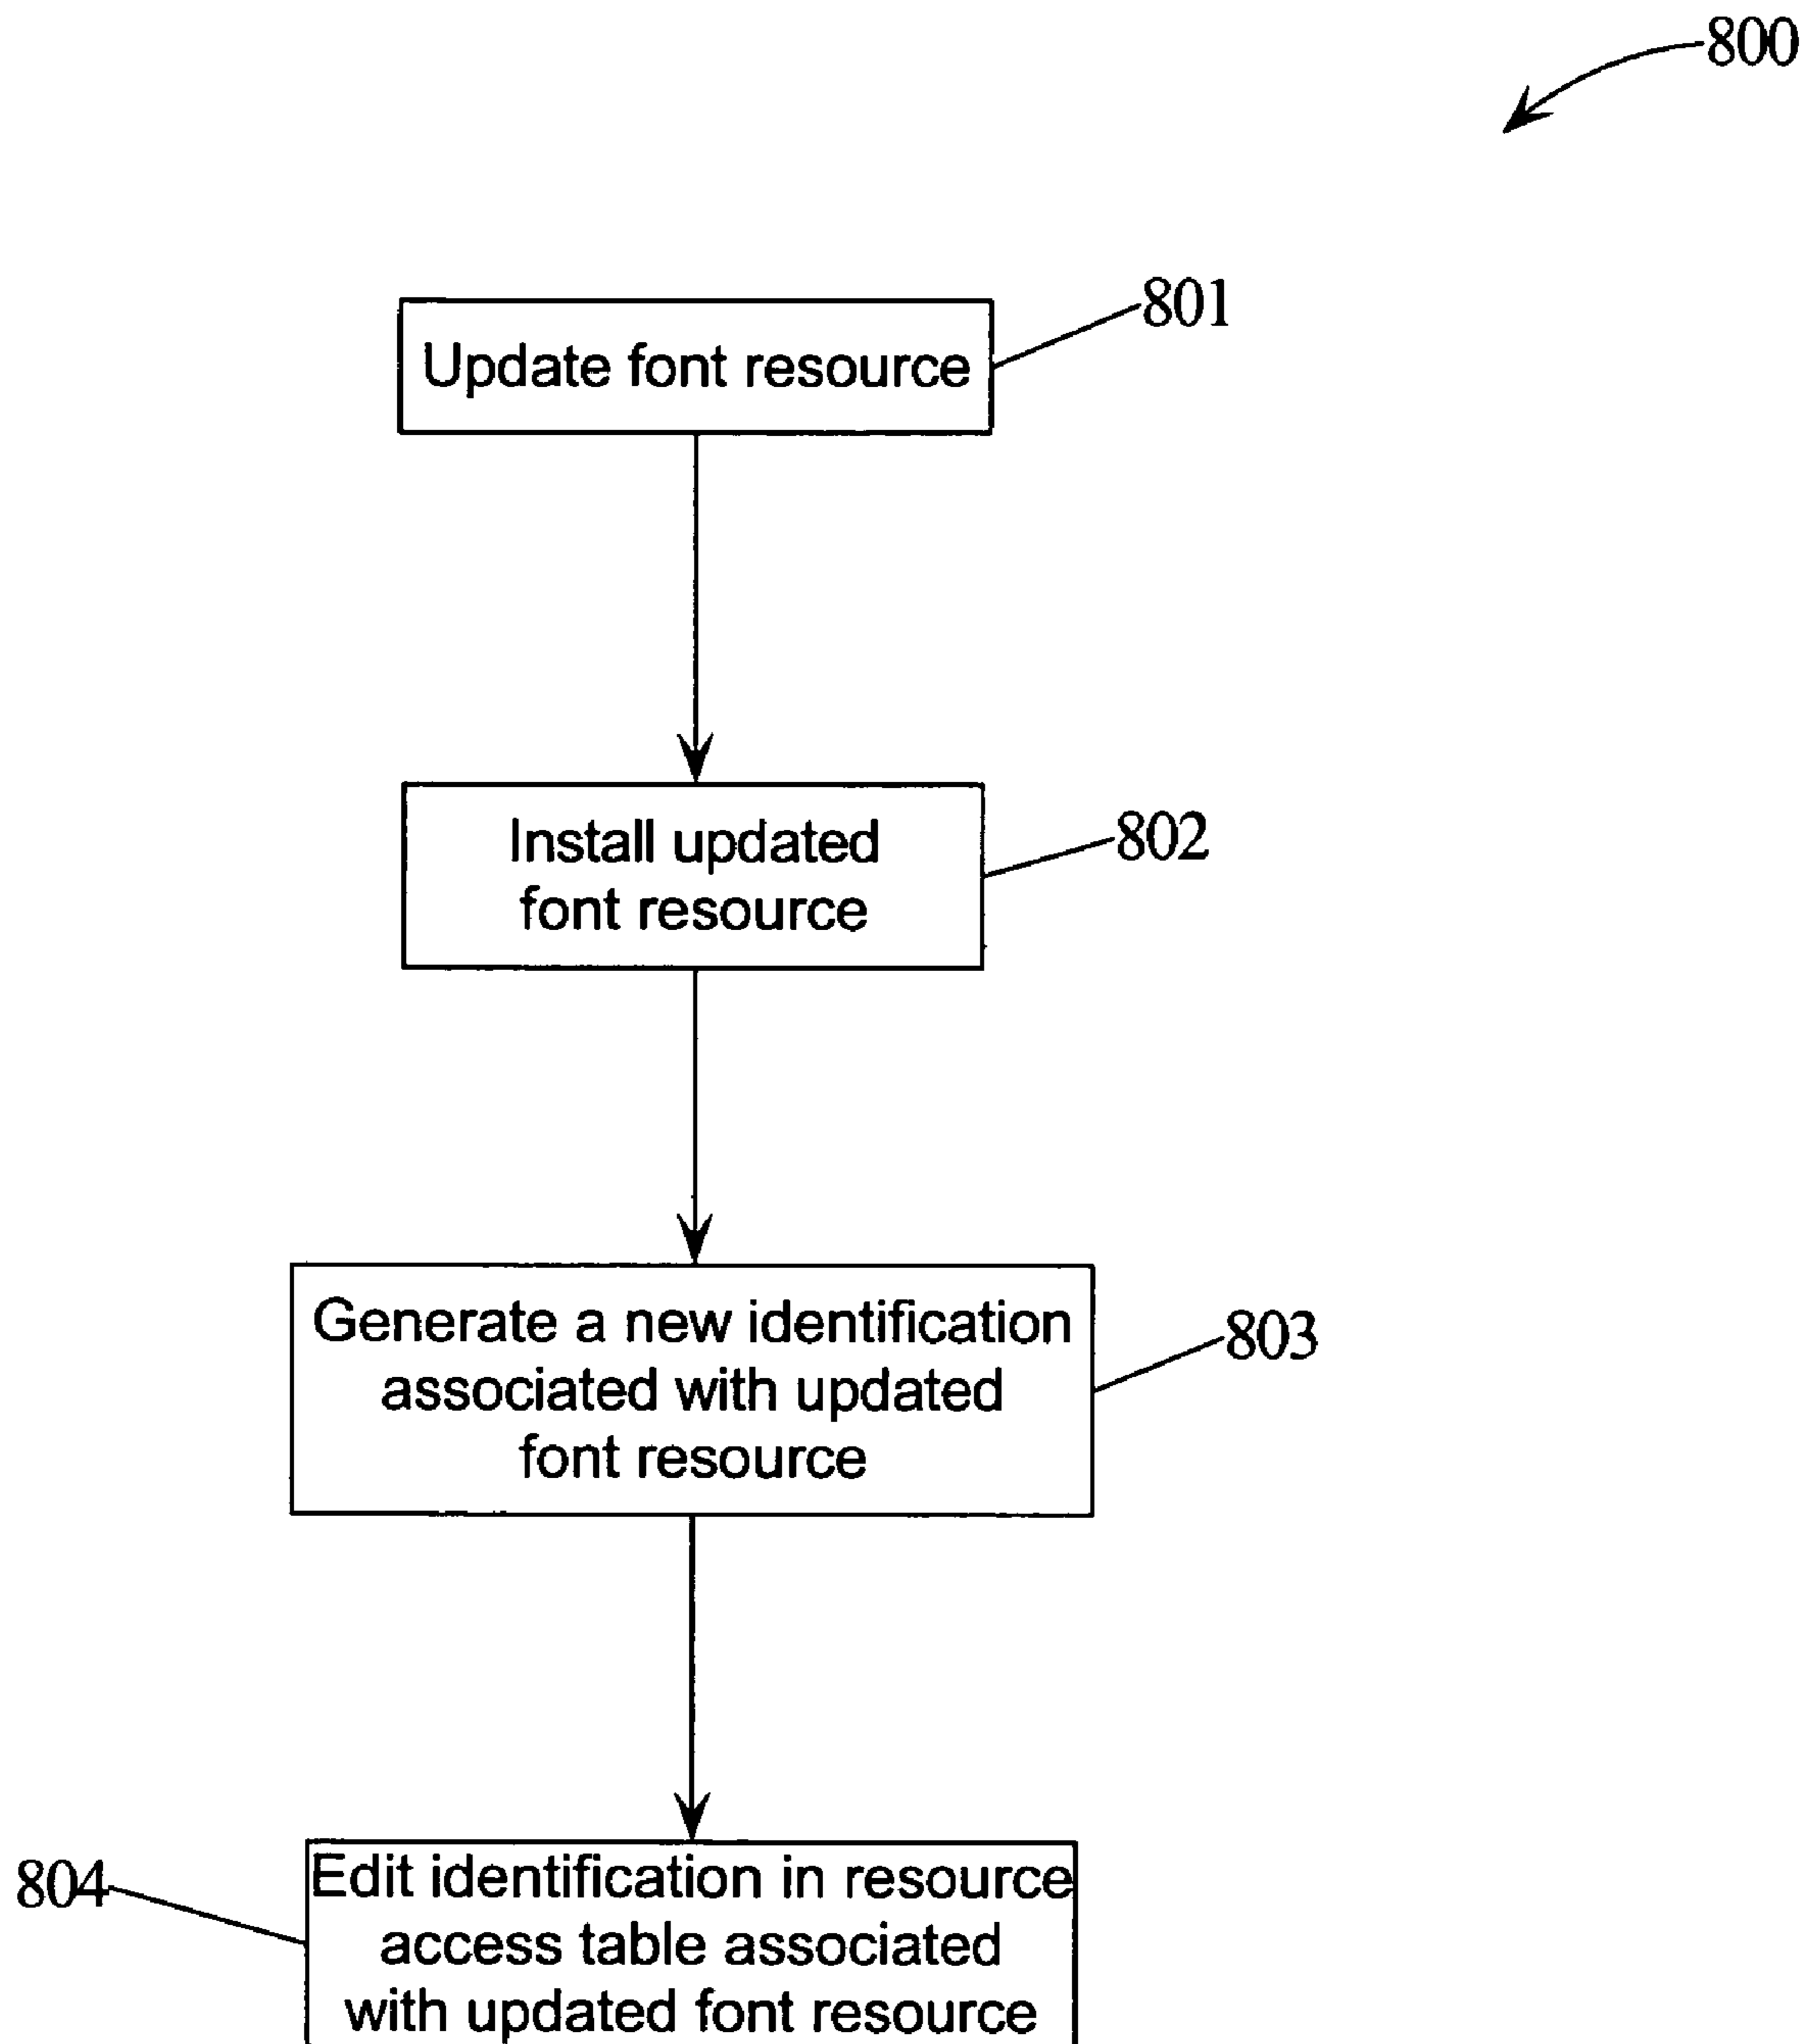 800
801
Update font resource
802
Install updated
font resource
803
Generate a new identification
associated with updated
font resource
804
Edit identification in resource
access table associated
with updated font resource